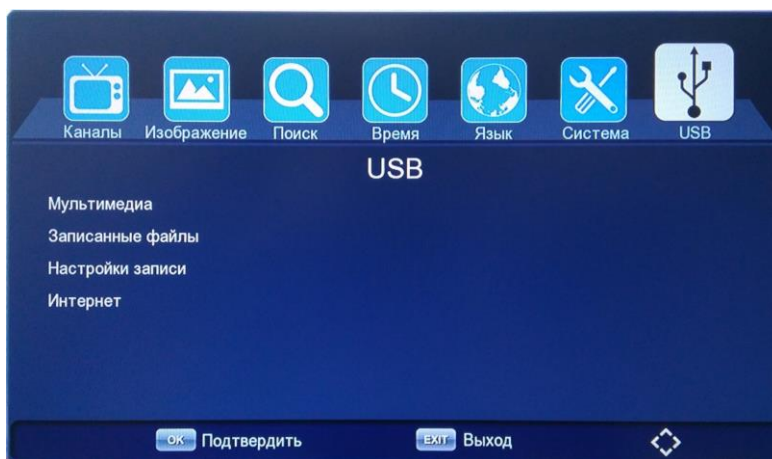 Каналы Изображение Поиск Время Язык Система USB
USB
Мультимедиа
Записанные файлы
Настройки записи
Интернет
OK Подтвердить EXIT Выход